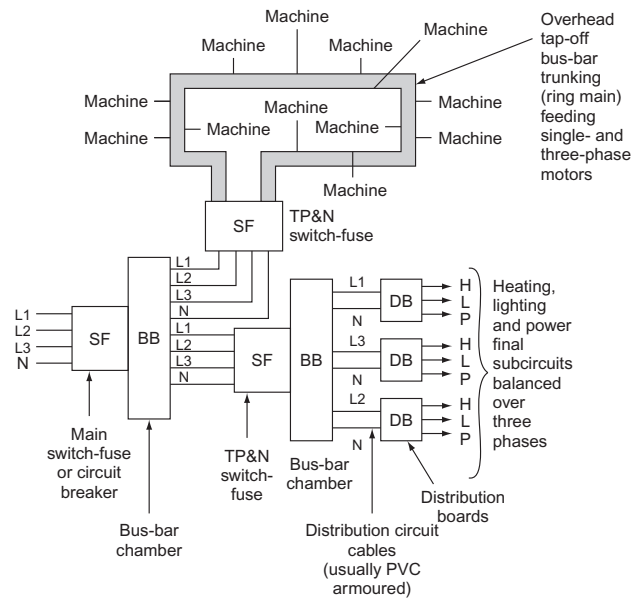 Machine
Machine
Machine
Machine
Machine
Machine
Machine
Machine
Machine
Machine
Machine
Machine
Machine
Overhead
tap-off
bus-bar
trunking
(ring main)
feeding
single- and
three-phase
motors
SF
TP&N
switch-fuse
L1
L2
L3
N
L1
L2
L3
N
L1
L2
L3
N
SF
BB
SF
BB
L1
N
L3
N
L2
N
DB
DB
DB
H
L
P
H
L
P
H
L
P
Heating,
lighting
and power
final
subcircuits
balanced
over
three
phases
Main
switch-fuse
or circuit
breaker
Bus-bar
chamber
TP&N
switch-
fuse
Bus-bar
chamber
Distribution circuit
cables
(usually PVC
armoured)
Distribution
boards